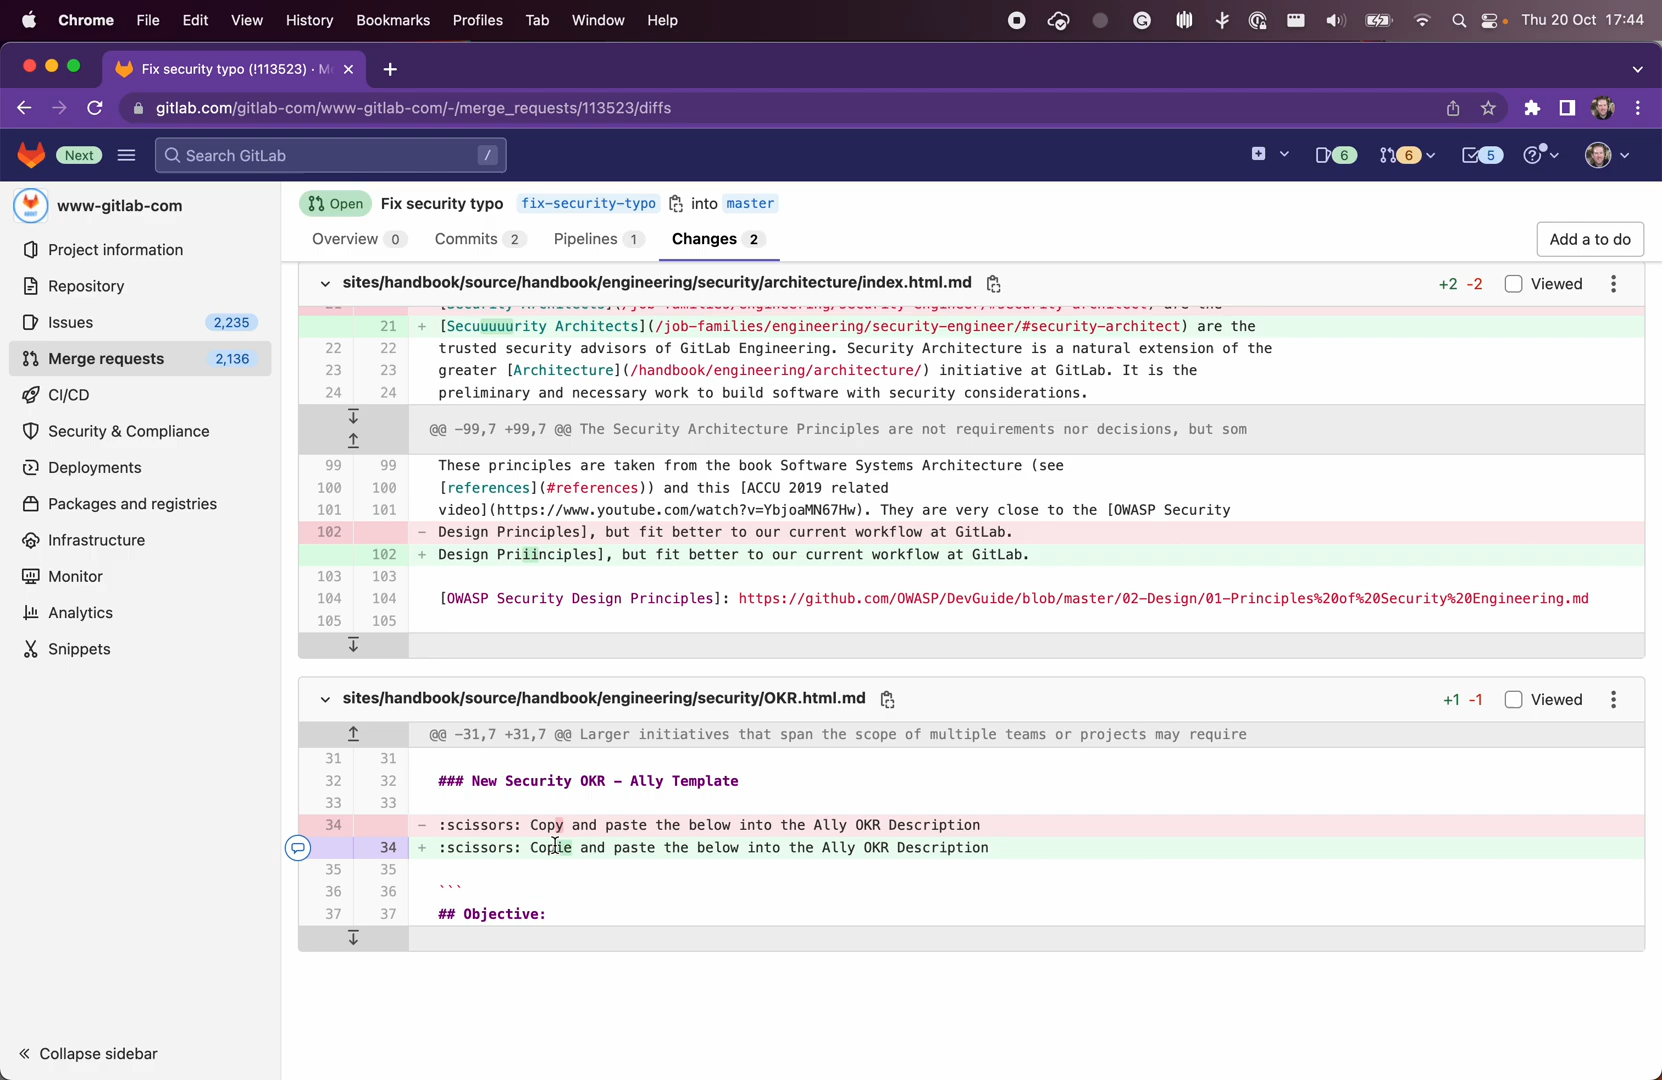 Chrome File Edit View History Bookmarks Profiles Tab Window Help Thu 20 Oct 17:44
Fix security typo (!113523) · M
gitlab.com/gitlab-com/www-gitlab-com/-/merge_requests/113523/diffs
Next Search GitLab / 6 6 5
www-gitlab-com
Project information
Repository
Issues 2,235
Merge requests 2,136
CI/CD
Security & Compliance
Deployments
Packages and registries
Infrastructure
Monitor
Analytics
Snippets
Collapse sidebar
Open Fix security typo fix-security-typo into master
Overview 0 Commits 2 Pipelines 1 Changes 2 Add a to do
sites/handbook/source/handbook/engineering/security/architecture/index.html.md +2 -2 Viewed
21 + [Secuuuuurity Architects](/job-families/engineering/security-engineer/#security-architect) are the
22 22 trusted security advisors of GitLab Engineering. Security Architecture is a natural extension of the
23 23 greater [Architecture](/handbook/engineering/architecture/) initiative at GitLab. It is the
24 24 preliminary and necessary work to build software with security considerations.
@@ -99,7 +99,7 @@ The Security Architecture Principles are not requirements nor decisions, but som
99 99 These principles are taken from the book Software Systems Architecture (see
100 100 [references](#references)) and this [ACCU 2019 related
101 101 video](https://www.youtube.com/watch?v=YbjoaMN67Hw). They are very close to the [OWASP Security
102 - Design Principles], but fit better to our current workflow at GitLab.
102 + Design Priiinciples], but fit better to our current workflow at GitLab.
103 103
104 104 [OWASP Security Design Principles]: https://github.com/OWASP/DevGuide/blob/master/02-Design/01-Principles%20of%20Security%20Engineering.md
105 105
sites/handbook/source/handbook/engineering/security/OKR.html.md +1 -1 Viewed
@@ -31,7 +31,7 @@ Larger initiatives that span the scope of multiple teams or projects may require
31 31
32 32 ### New Security OKR - Ally Template
33 33
34 - :scissors: Copy and paste the below into the Ally OKR Description
34 + :scissors: Copie and paste the below into the Ally OKR Description
35 35
36 36 ```
37 37 ## Objective: